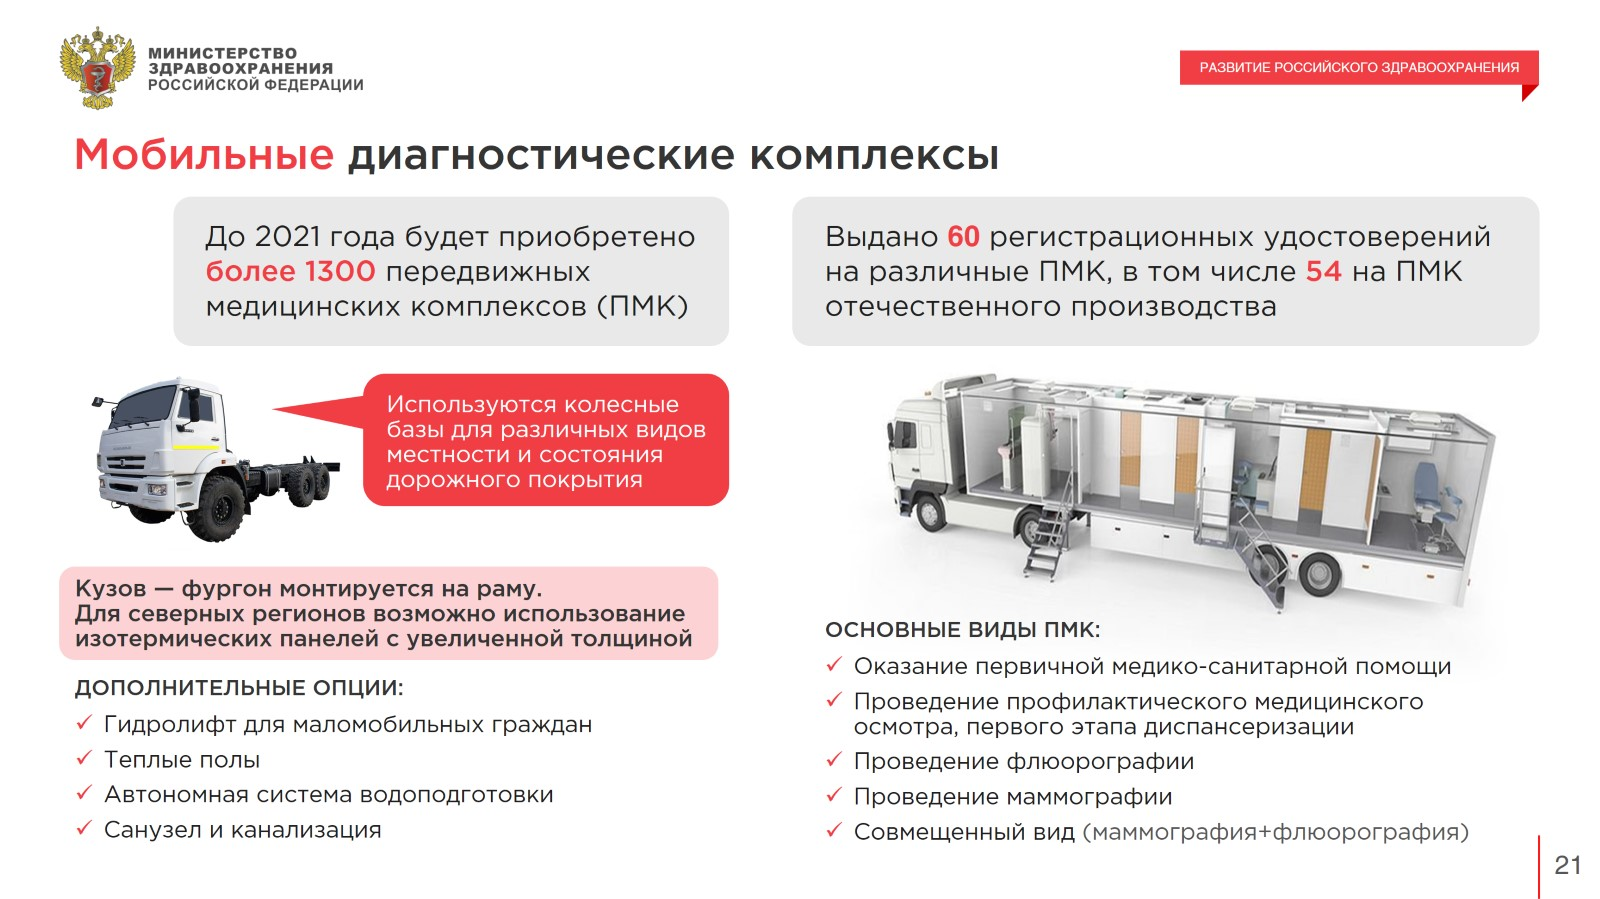 МИНИСТЕРСТВО
ЗДРАВООХРАНЕНИЯ
РОССИЙСКОЙ ФЕДЕРАЦИИ
РАЗВИТИЕ РОССИЙСКОГО ЗДРАВООХРАНЕНИЯ
Мобильные диагностические комплексы
До 2021 года будет приобретено
более 1300 передвижных
медицинских комплексов (ПМК)
Выдано 60 регистрационных удостоверений
на различные ПМК, в том числе 54 на ПМК
отечественного производства
Используются колесные
базы для различных видов
местности и состояния
дорожного покрытия
Кузов — фургон монтируется на раму.
Для северных регионов возможно использование
изотермических панелей с увеличенной толщиной
ДОПОЛНИТЕЛЬНЫЕ ОПЦИИ:
✓ Гидролифт для маломобильных граждан
✓ Теплые полы
✓ Автономная система водоподготовки
✓ Санузел и канализация
ОСНОВНЫЕ ВИДЫ ПМК:
✓ Оказание первичной медико-санитарной помощи
✓ Проведение профилактического медицинского
осмотра, первого этапа диспансеризации
✓ Проведение флюорографии
✓ Проведение маммографии
✓ Совмещенный вид (маммография+флюорография)
21